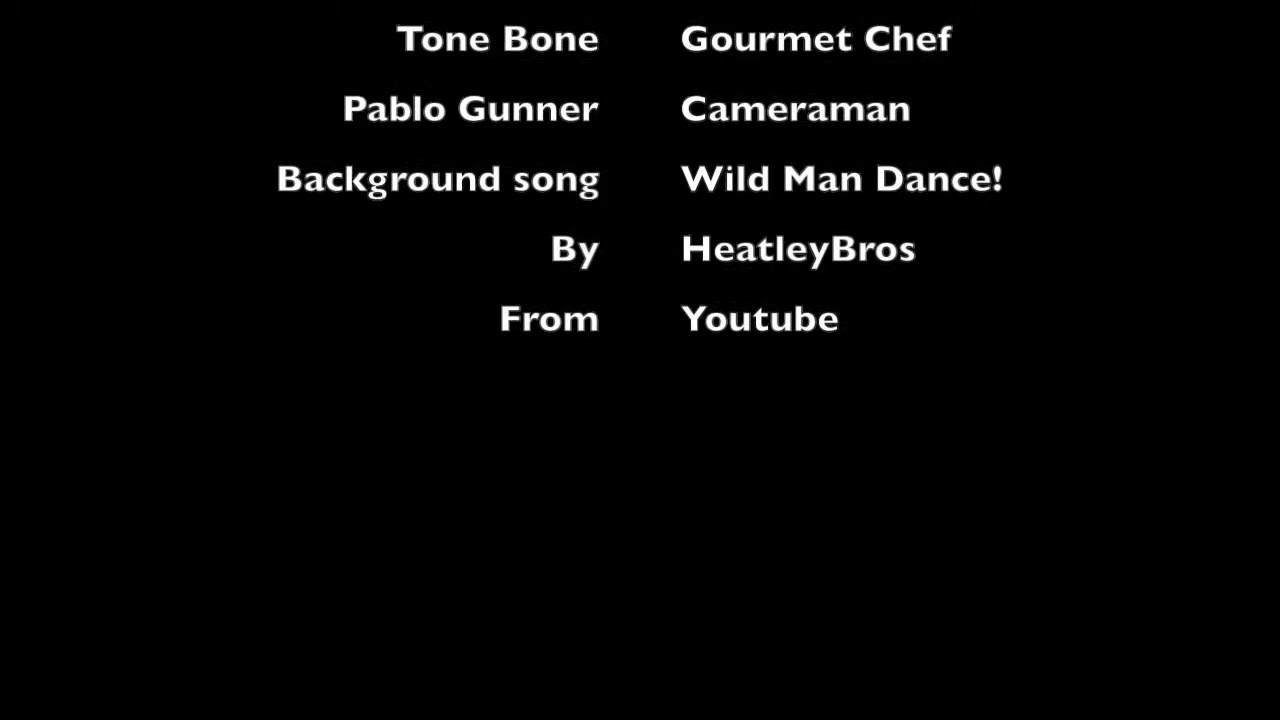 Tone Bone Gourmet Chef
Pablo Gunner Cameraman
Background song Wild Man Dance!
By HeatleyBros
From Youtube